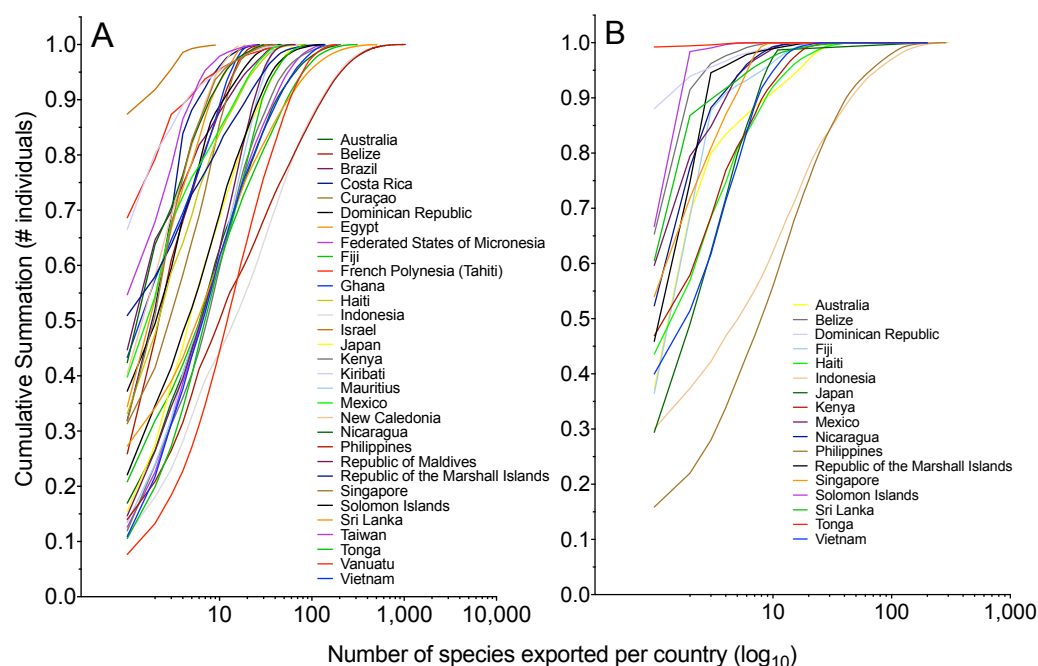 A
B
Cumulative Summation (# individuals)
1.0
0.9
0.8
0.7
0.6
0.5
0.4
0.3
0.2
0.1
0.0
10
100
1,000
10,000
Australia
Belize
Brazil
Costa Rica
Curaçao
Dominican Republic
Egypt
Federated States of Micronesia
Fiji
French Polynesia (Tahiti)
Ghana
Haiti
Indonesia
Israel
Japan
Kenya
Kiribati
Mauritius
Mexico
New Caledonia
Nicaragua
Philippines
Republic of Maldives
Republic of the Marshall Islands
Singapore
Solomon Islands
Sri Lanka
Taiwan
Tonga
Vanuatu
Vietnam
1.0
0.9
0.8
0.7
0.6
0.5
0.4
0.3
0.2
0.1
0.0
10
100
1,000
Australia
Belize
Dominican Republic
Fiji
Haiti
Indonesia
Japan
Kenya
Mexico
Nicaragua
Philippines
Republic of the Marshall Islands
Singapore
Solomon Islands
Sri Lanka
Tonga
Vietnam
Number of species exported per country (log₁₀)